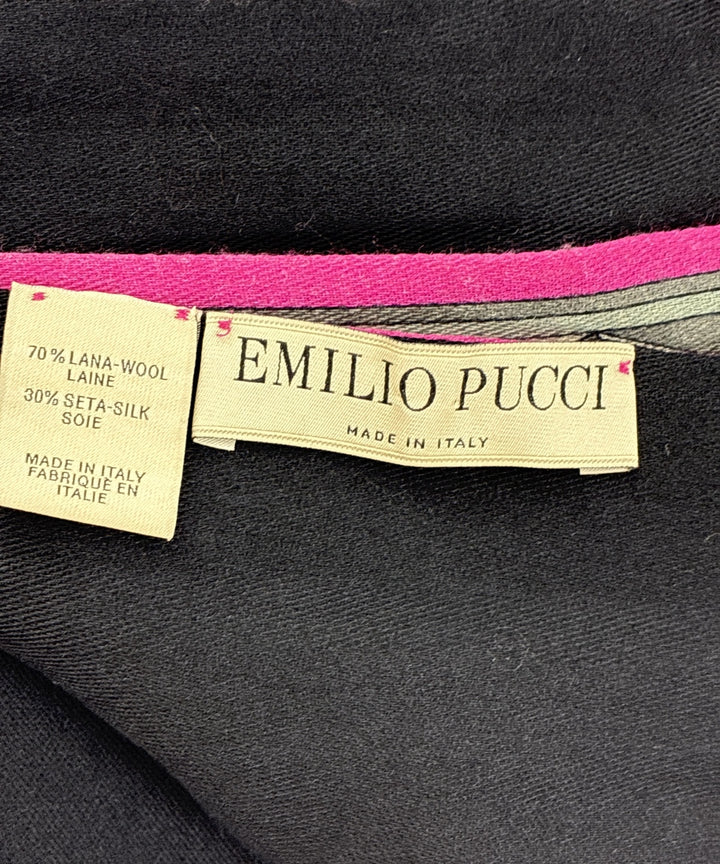 70% LANA-WOOL
LAINE
30% SETA-SILK
SOIE
MADE IN ITALY
FABRIQUÉ EN
ITALIE
EMILIO PUCCI
MADE IN ITALY